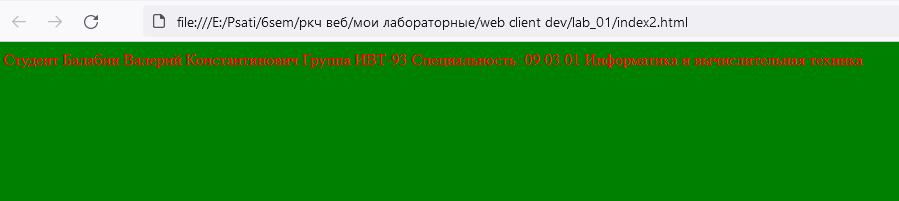 file:///E:/Psati/6sem/ркч веб/мои лабораторные/web client dev/lab_01/index2.html
Студент Балабин Валерий Константинович Группа ИВТ 93 Специальность: 09.03.01 Информатика и вычислительная техника